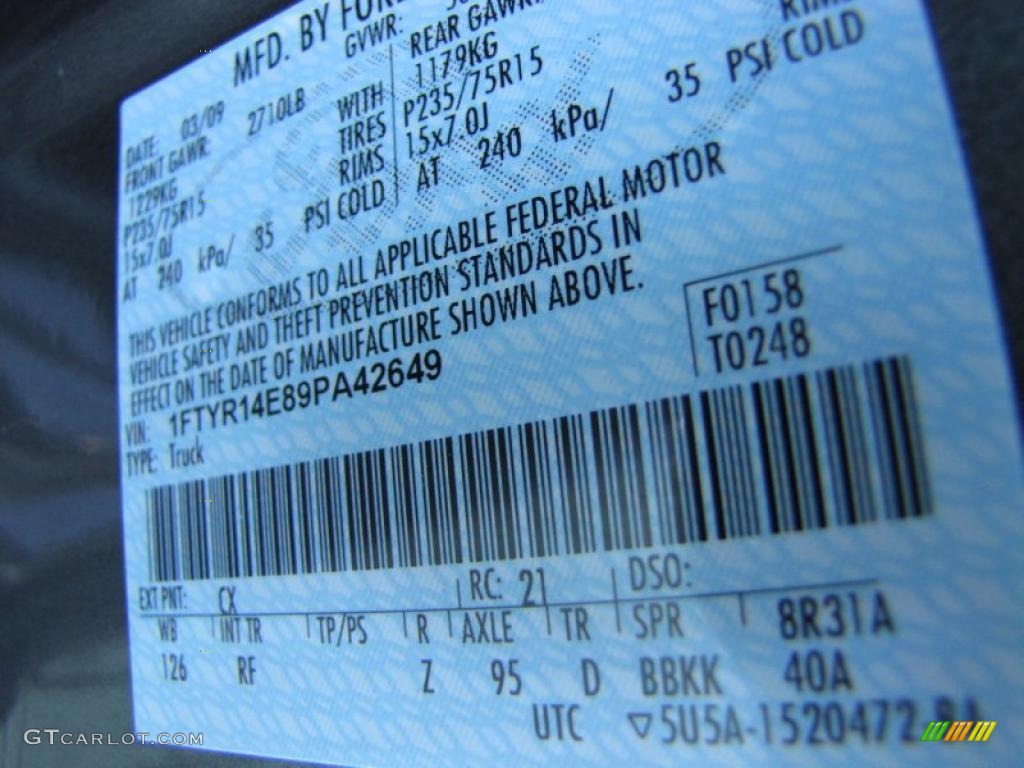 MFD. BY FORD
DATE: 03/09 GVWR:
FRONT GAWR: 2710LB REAR GAWR:
1229KG WITH 1179KG
P235/75R15 TIRES P235/75R15
15x7.0J RIMS 15x7.0J RIMS
AT 240 kPa/ 35 PSI COLD AT 240 kPa/ 35 PSI COLD
THIS VEHICLE CONFORMS TO ALL APPLICABLE FEDERAL MOTOR
VEHICLE SAFETY AND THEFT PREVENTION STANDARDS IN
EFFECT ON THE DATE OF MANUFACTURE SHOWN ABOVE.
VIN: 1FTYR14E89PA42649
TYPE: Truck
F0158
T0248
EXT PNT: CX RC: 21 DSO:
WB INT TR TP/PS R AXLE TR SPR 8R31A
126 RF Z 95 D BBKK 40A
UTC ▽5U5A-1520472
GTCARLOT.COM